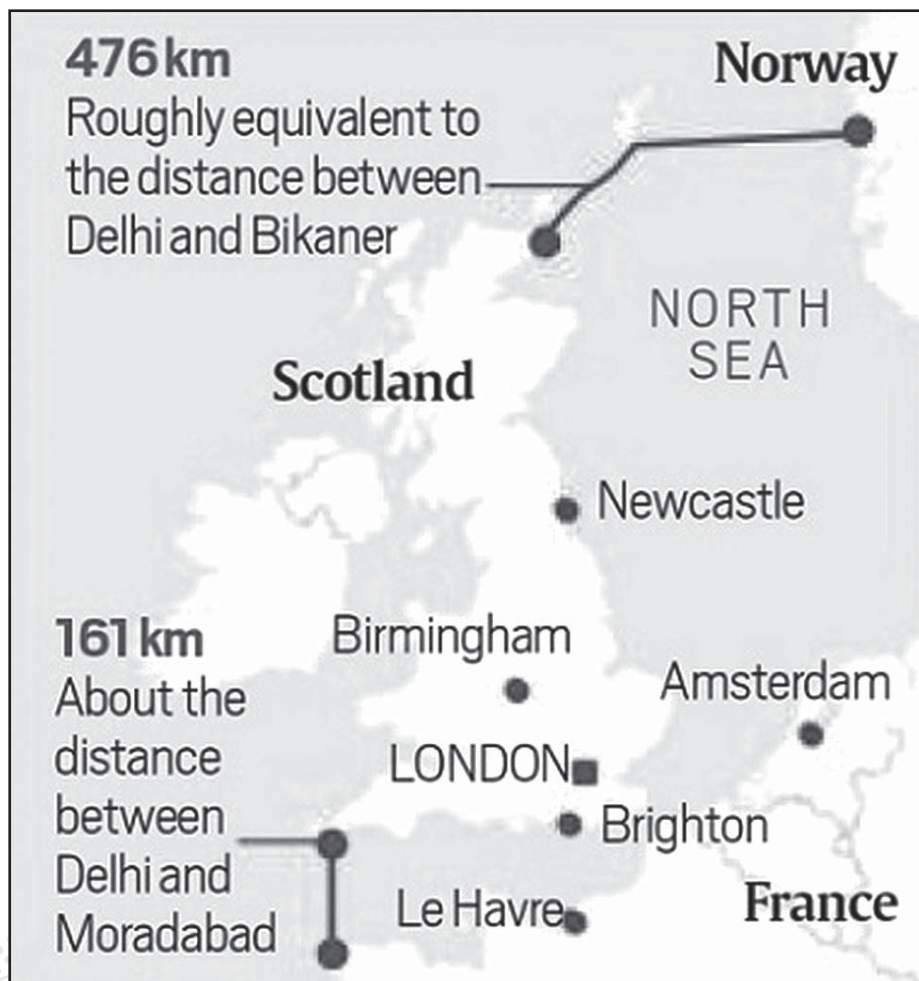 476 km
Roughly equivalent to
the distance between
Delhi and Bikaner
Norway
NORTH
SEA
Scotland
Newcastle
161 km
About the
distance
between
Delhi and
Moradabad
Birmingham
Amsterdam
LONDON
Brighton
Le Havre
France